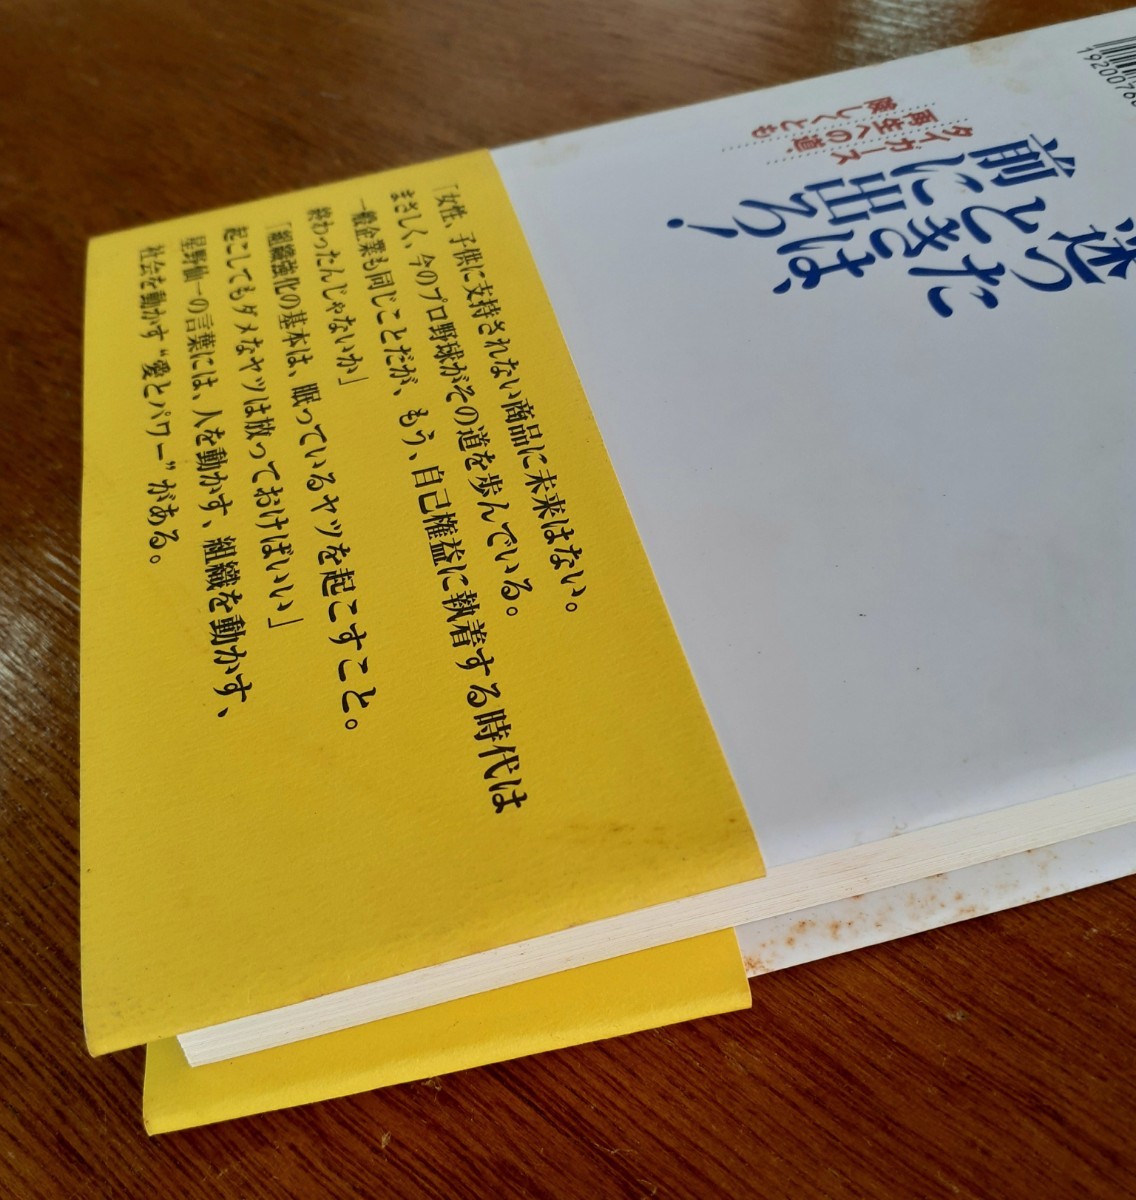 迷っ
たときは、
前に出ろ!
タイガース
再生への道、
険しくとも
「女性、子供に支持されない商品に未来はない。
まさしく、今のプロ野球がその道を歩んでいる。
一般企業も同じことだが、もう、自己権益に執着する時代は
終わったんじゃないか」
「組織強化の基本は、眠っているヤツを起こすこと。
起こしてもダメなヤツは放っておけばいい」
星野仙一の言葉には、人を動かす、組織を動かす、
社会を動かす“愛とパワー”がある。